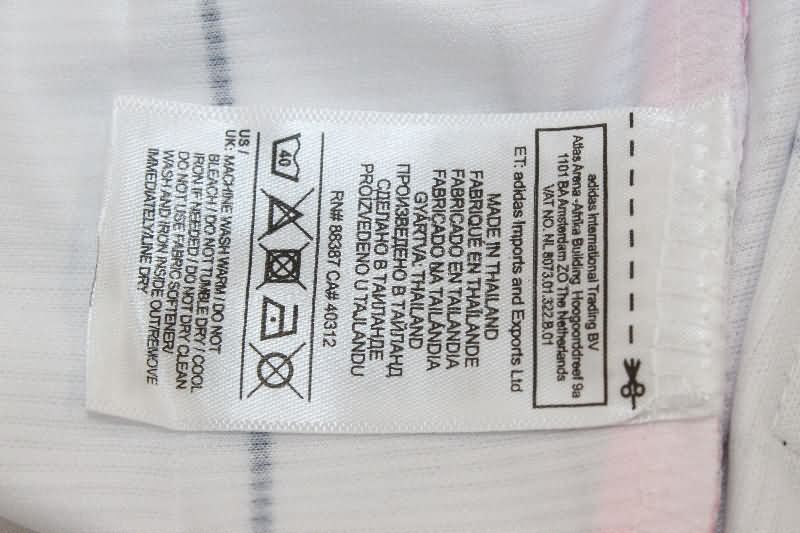 adidas International Trading BV
Atlas Arena -Afrika Building Hoogoorddreef 9a
1101 BA Amsterdam ZO The Netherlands
VAT NO. NL 8073.01.322.B.01
ET: adidas Imports and Exports Ltd
MADE IN THAILAND
FABRIQUÉ EN THAÏLANDE
FABRICADO EN TAILANDIA
FABRICADO NA TAILÂNDIA
GYÁRTVA: THAILAND
ПРОИЗВЕДЕНО В ТАЙЛАНД
СДЕЛАНО В ТАИЛАНДЕ
PROIZVEDENO U TAJLANDU
RN# 88387 CA# 40312
40
US /
UK: MACHINE WASH WARM / DO NOT
BLEACH / DO NOT TUMBLE DRY / COOL
IRON IF NEEDED / DO NOT DRY CLEAN
DO NOT USE FABRIC SOFTENER/
WASH AND IRON INSIDE OUT/REMOVE
IMMEDIATELY/LINE DRY